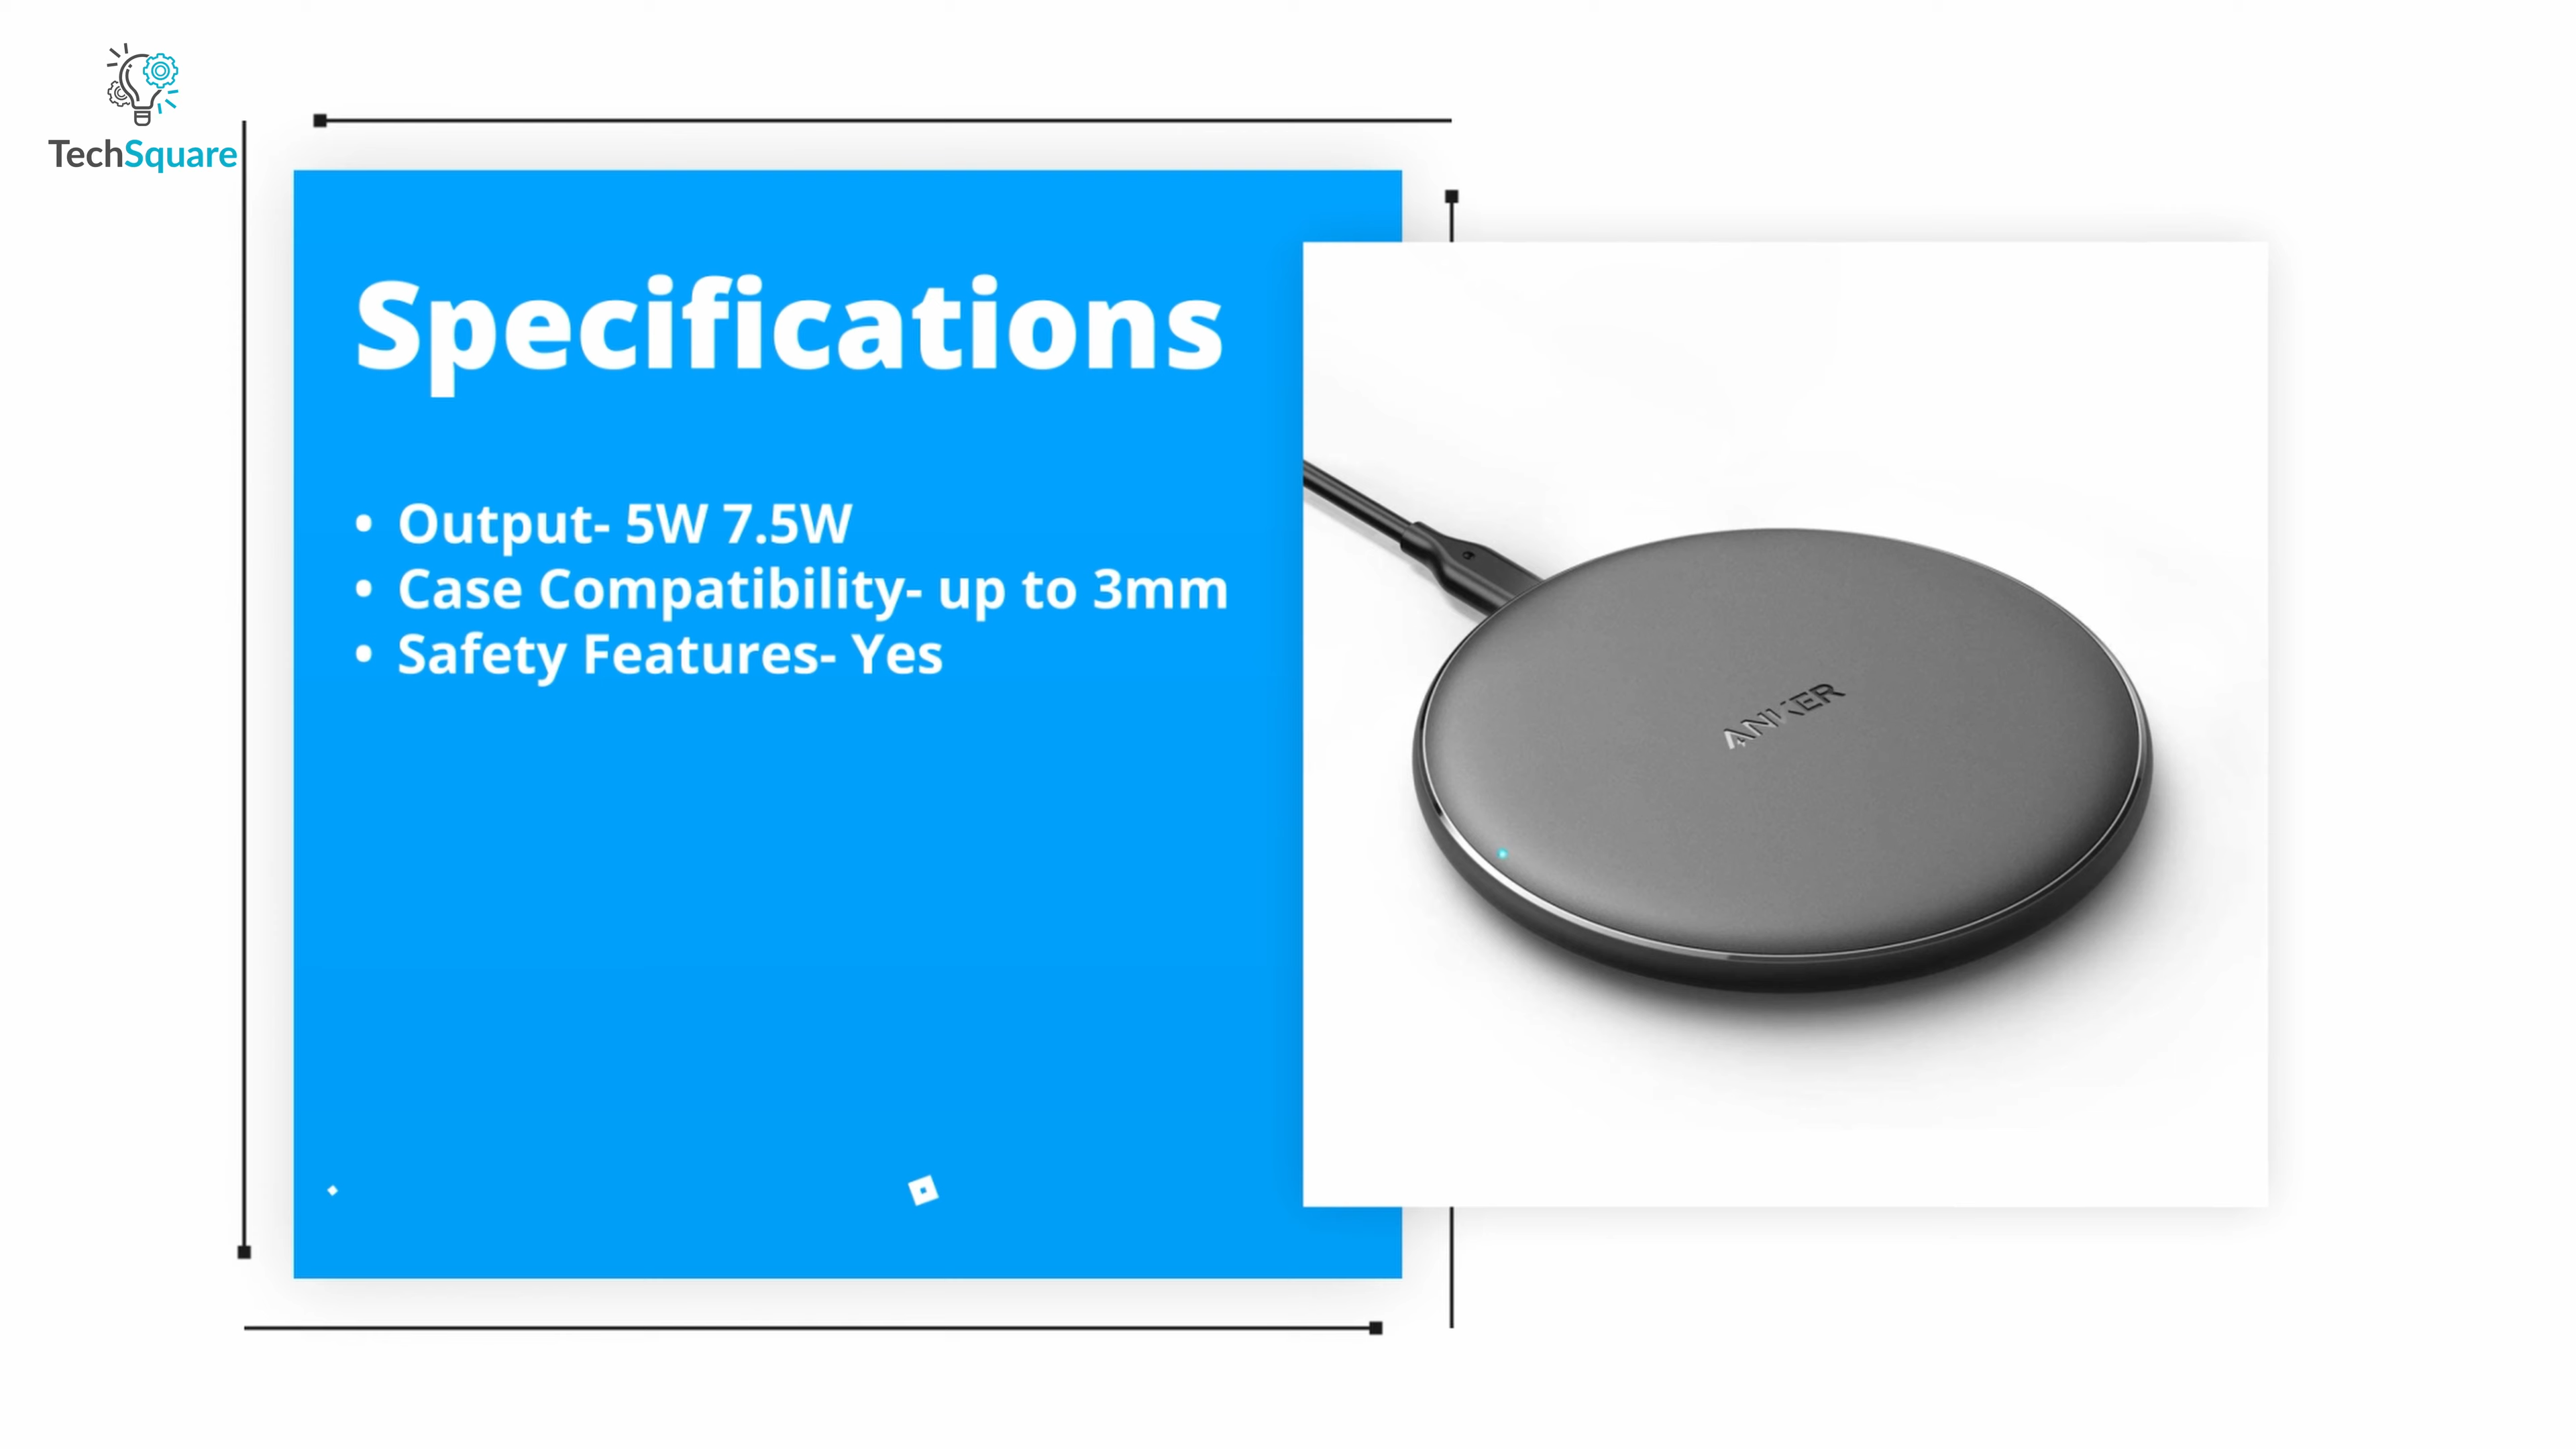 TechSquare
Specifications
• Output- 5W 7.5W
• Case Compatibility- up to 3mm
• Safety Features- Yes
ANKER